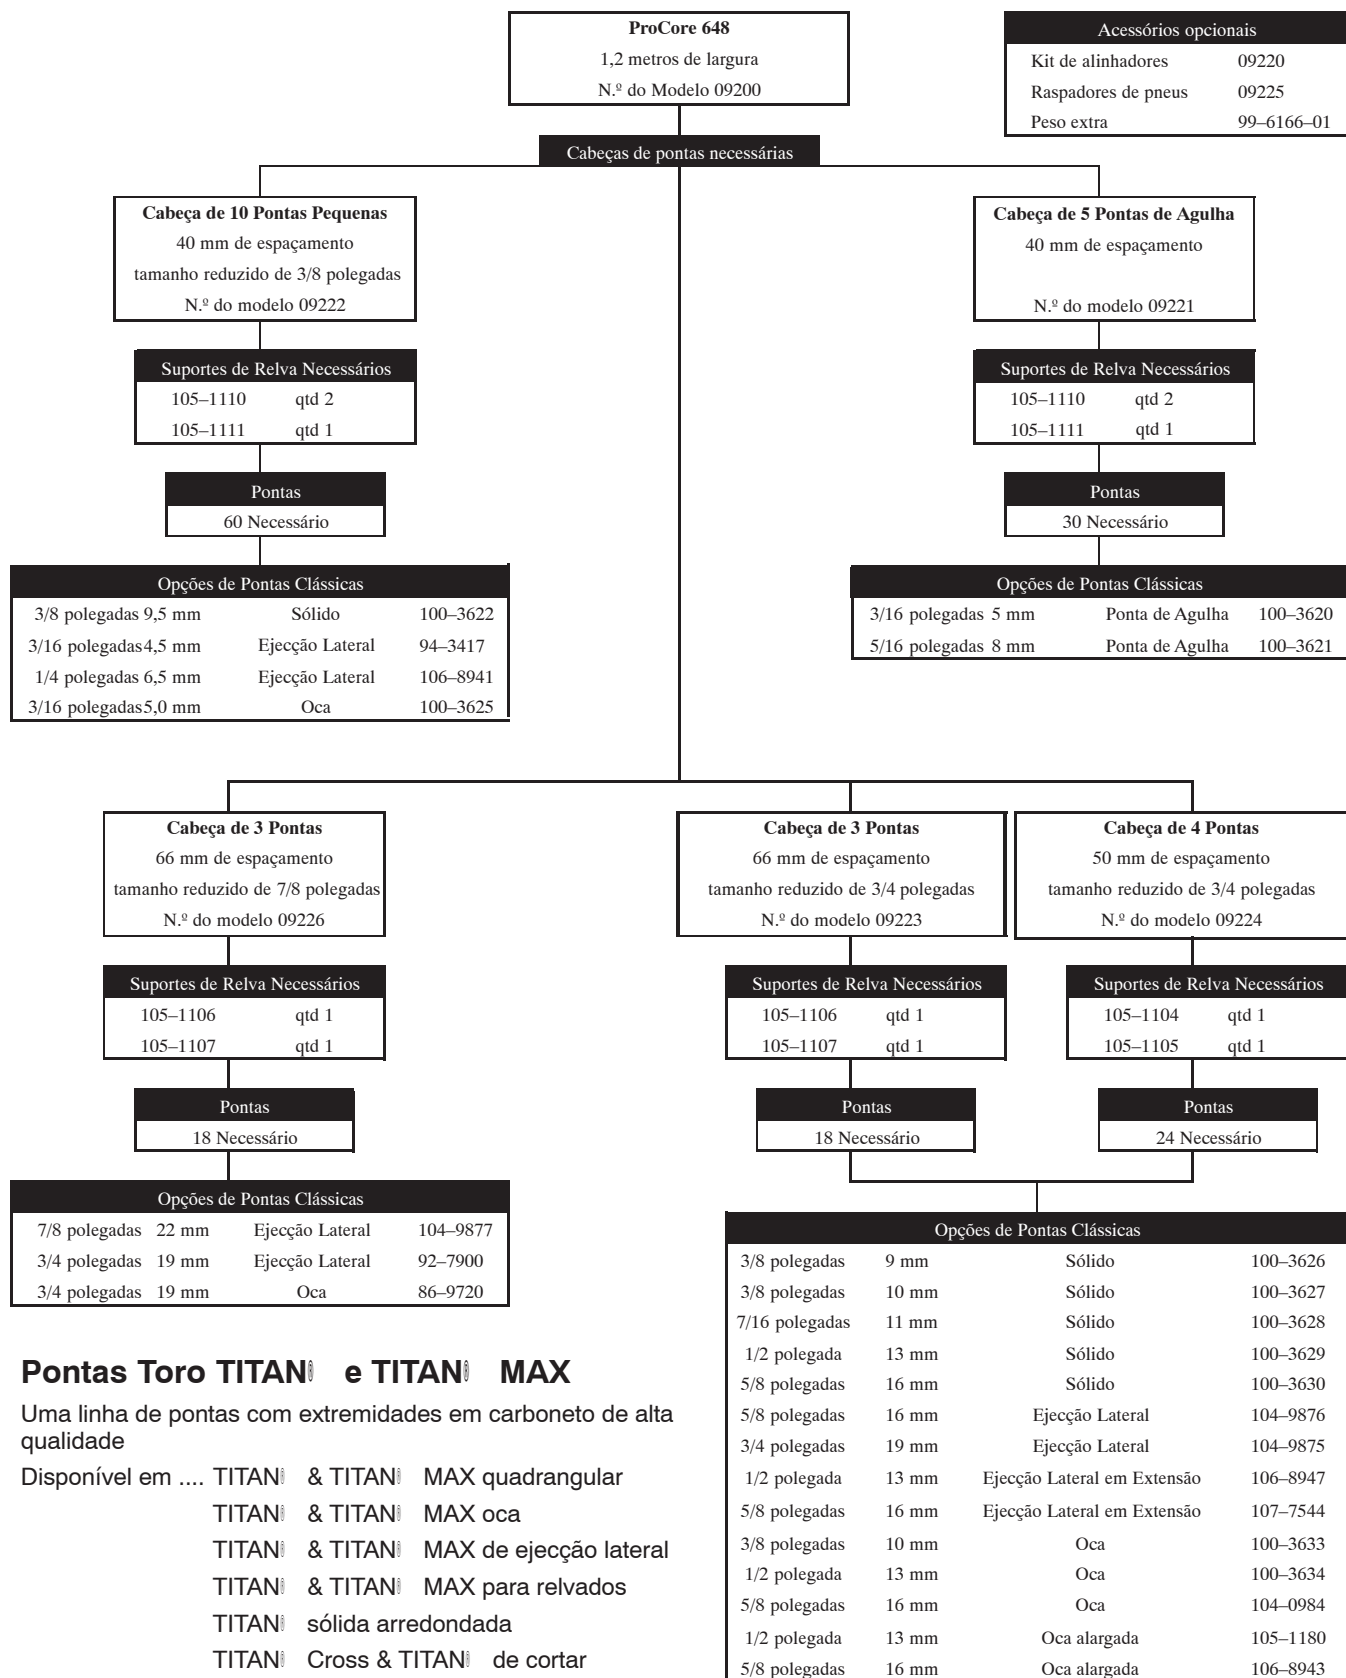 ProCore 648
1,2 metros de largura
N.º do Modelo 09200
Acessórios opcionais
Kit de alinhadores 09220
Raspadores de pneus 09225
Peso extra 99–6166–01
Cabeças de pontas necessárias
Cabeça de 10 Pontas Pequenas
40 mm de espaçamento
tamanho reduzido de 3/8 polegadas
N.º do modelo 09222
Suportes de Relva Necessários
105–1110 qtd 2
105–1111 qtd 1
Pontas
60 Necessário
Opções de Pontas Clássicas
3/8 polegadas 9,5 mm Sólido 100–3622
3/16 polegadas4,5 mm Ejecção Lateral 94–3417
1/4 polegadas 6,5 mm Ejecção Lateral 106–8941
3/16 polegadas5,0 mm Oca 100–3625
Cabeça de 5 Pontas de Agulha
40 mm de espaçamento
N.º do modelo 09221
Suportes de Relva Necessários
105–1110 qtd 2
105–1111 qtd 1
Pontas
30 Necessário
Opções de Pontas Clássicas
3/16 polegadas 5 mm Ponta de Agulha 100–3620
5/16 polegadas 8 mm Ponta de Agulha 100–3621
Cabeça de 3 Pontas
66 mm de espaçamento
tamanho reduzido de 7/8 polegadas
N.º do modelo 09226
Suportes de Relva Necessários
105–1106 qtd 1
105–1107 qtd 1
Pontas
18 Necessário
Opções de Pontas Clássicas
7/8 polegadas 22 mm Ejecção Lateral 104–9877
3/4 polegadas 19 mm Ejecção Lateral 92–7900
3/4 polegadas 19 mm Oca 86–9720
Cabeça de 3 Pontas
66 mm de espaçamento
tamanho reduzido de 3/4 polegadas
N.º do modelo 09223
Suportes de Relva Necessários
105–1106 qtd 1
105–1107 qtd 1
Pontas
18 Necessário
Cabeça de 4 Pontas
50 mm de espaçamento
tamanho reduzido de 3/4 polegadas
N.º do modelo 09224
Suportes de Relva Necessários
105–1104 qtd 1
105–1105 qtd 1
Pontas
24 Necessário
Opções de Pontas Clássicas
3/8 polegadas 9 mm Sólido 100–3626
3/8 polegadas 10 mm Sólido 100–3627
7/16 polegadas 11 mm Sólido 100–3628
1/2 polegada 13 mm Sólido 100–3629
5/8 polegadas 16 mm Sólido 100–3630
5/8 polegadas 16 mm Ejecção Lateral 104–9876
3/4 polegadas 19 mm Ejecção Lateral 104–9875
1/2 polegada 13 mm Ejecção Lateral em Extensão 106–8947
5/8 polegadas 16 mm Ejecção Lateral em Extensão 107–7544
3/8 polegadas 10 mm Oca 100–3633
1/2 polegada 13 mm Oca 100–3634
5/8 polegadas 16 mm Oca 104–0984
1/2 polegada 13 mm Oca alargada 105–1180
5/8 polegadas 16 mm Oca alargada 106–8943
Pontas Toro TITAN e TITAN MAX
Uma linha de pontas com extremidades em carboneto de alta
qualidade
Disponível em .... TITAN & TITAN MAX quadrangular
TITAN & TITAN MAX oca
TITAN & TITAN MAX de ejecção lateral
TITAN & TITAN MAX para relvados
TITAN sólida arredondada
TITAN Cross & TITAN de cortar